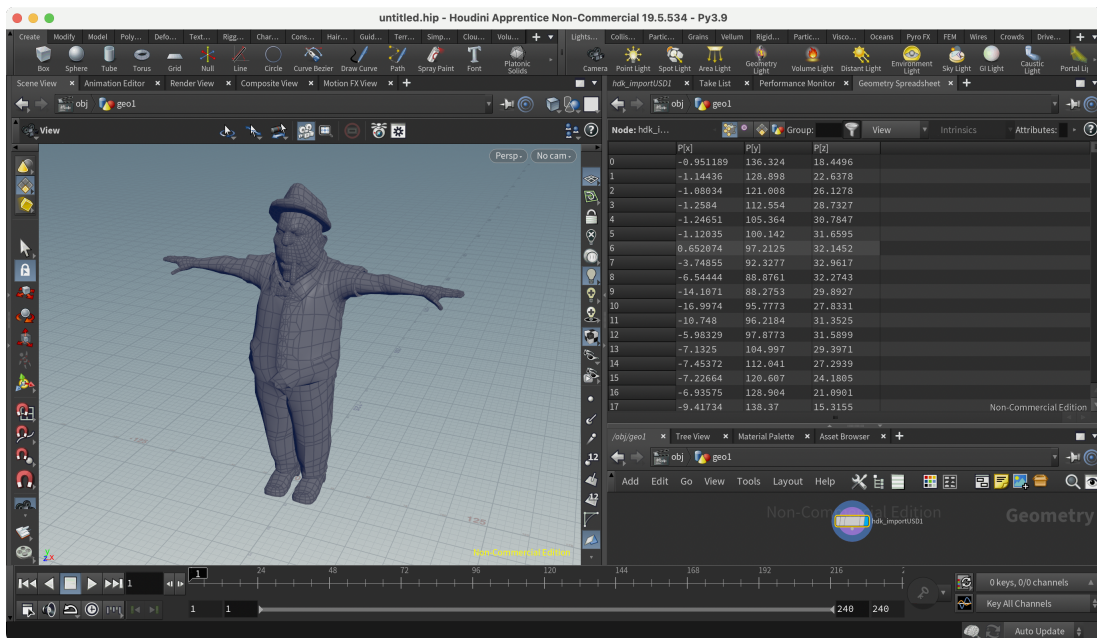 untitled.hip - Houdini Apprentice Non-Commercial 19.5.534 - Py3.9
Create Modify Model Poly... Defo... Text... Rigg... Char... Cons... Hair... Guid... Terr... Simp... Clou... Volu... Lights... Collis... Partic... Grains Vellum Rigid... Partic... Visco... Oceans Pyro FX FEM Wires Crowds Drive...
Box Sphere Tube Torus Grid Null Line Circle Curve Bezier Draw Curve Path Spray Paint Font Platonic Solids Camera Point Light Spot Light Area Light Geometry Light Volume Light Distant Light Environment Light Sky Light GI Light Caustic Light Portal Lig
Scene View Animation Editor Render View Composite View Motion FX View hdk_importUSD1 Take List Performance Monitor Geometry Spreadsheet
obj geo1 obj geo1
View Node: hdk_i... Group: View Intrinsics Attributes:
Persp No cam
P[x] P[y] P[z]
0 -0.951189 136.324 18.4496
1 -1.14436 128.898 22.6378
2 -1.08034 121.008 26.1278
3 -1.2584 112.554 28.7327
4 -1.24651 105.364 30.7847
5 -1.12035 100.142 31.6595
6 0.652074 97.2125 32.1452
7 -3.74855 92.3277 32.9617
8 -6.54444 88.8761 32.2743
9 -14.1071 88.2753 29.8927
10 -16.9974 95.7773 27.8331
11 -10.748 96.2184 31.3525
12 -5.98329 97.8773 31.5899
13 -7.1325 104.997 29.3971
14 -7.45372 112.041 27.2939
15 -7.22664 120.607 24.1805
16 -6.93575 128.904 21.0901
17 -9.41734 138.37 15.3155
Non-Commercial Edition
/obj/geo1 Tree View Material Palette Asset Browser
obj geo1
Add Edit Go View Tools Layout Help
12
12
125
Non-Commercial Edition
Geometry
hdk_importUSD1
Non-Commercial Edition
z x
1 1 24 48 72 96 120 144 168 192 216 2
0 keys, 0/0 channels
1 1 240 240
Key All Channels
Auto Update